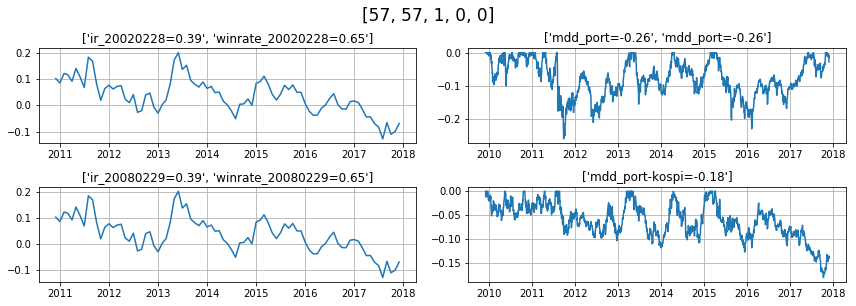 [57, 57, 1, 0, 0]
['ir_20020228=0.39', 'winrate_20020228=0.65']
0.2
0.1
0.0
−0.1
2011 2012 2013 2014 2015 2016 2017 2018
['mdd_port=-0.26', 'mdd_port=-0.26']
0.0
−0.1
−0.2
2010 2011 2012 2013 2014 2015 2016 2017 2018
['ir_20080229=0.39', 'winrate_20080229=0.65']
0.2
0.1
0.0
−0.1
2011 2012 2013 2014 2015 2016 2017 2018
['mdd_port-kospi=-0.18']
0.00
−0.05
−0.10
−0.15
2010 2011 2012 2013 2014 2015 2016 2017 2018